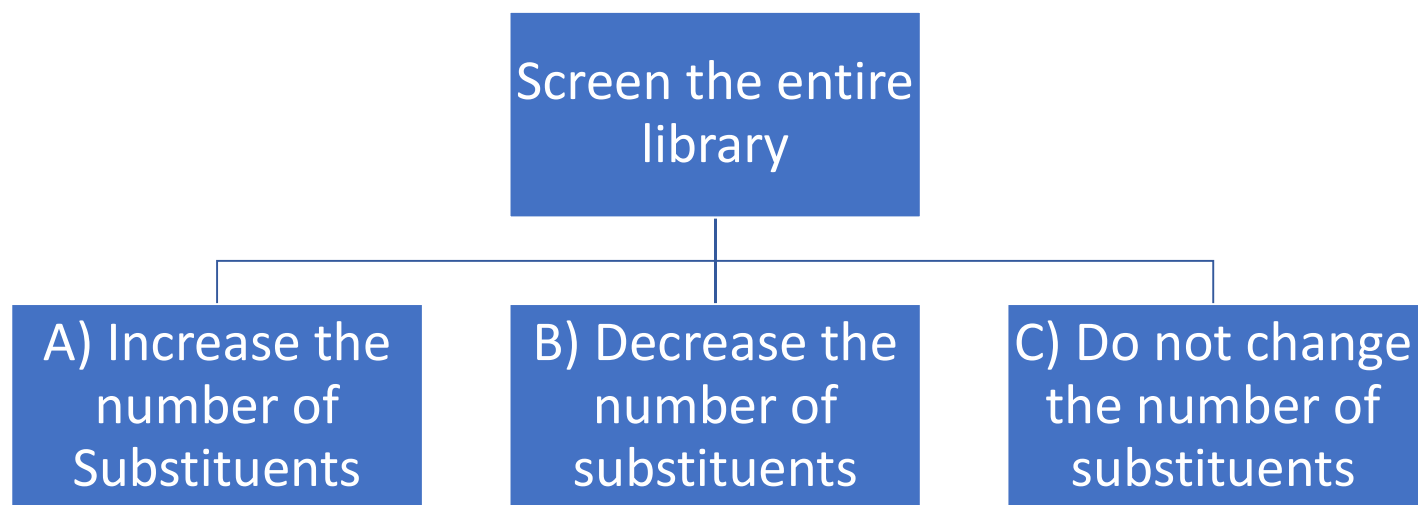 Screen the entire
library
A) Increase the
number of
Substituents
B) Decrease the
number of
substituents
C) Do not change
the number of
substituents